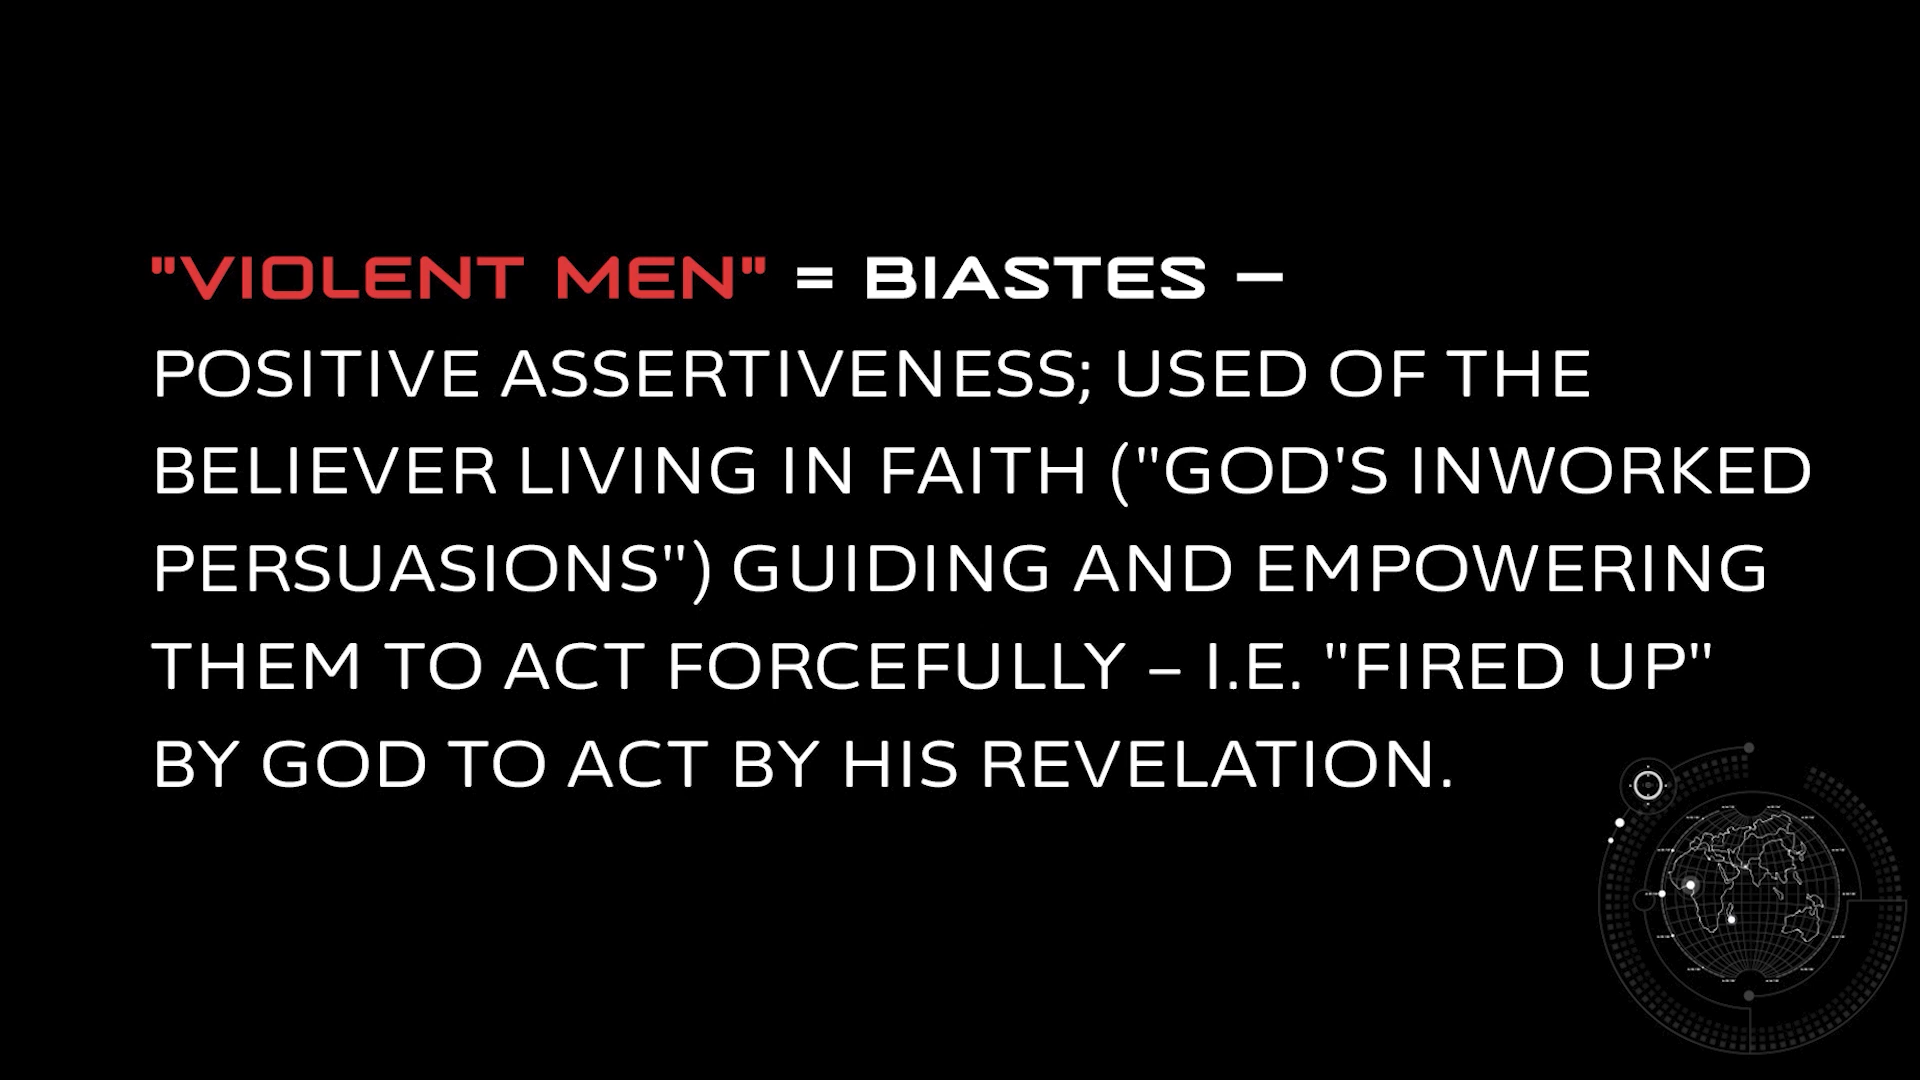 "VIOLENT MEN" = BIASTES –
POSITIVE ASSERTIVENESS; USED OF THE
BELIEVER LIVING IN FAITH ("GOD'S INWORKED
PERSUASIONS") GUIDING AND EMPOWERING
THEM TO ACT FORCEFULLY – I.E. "FIRED UP"
BY GOD TO ACT BY HIS REVELATION.